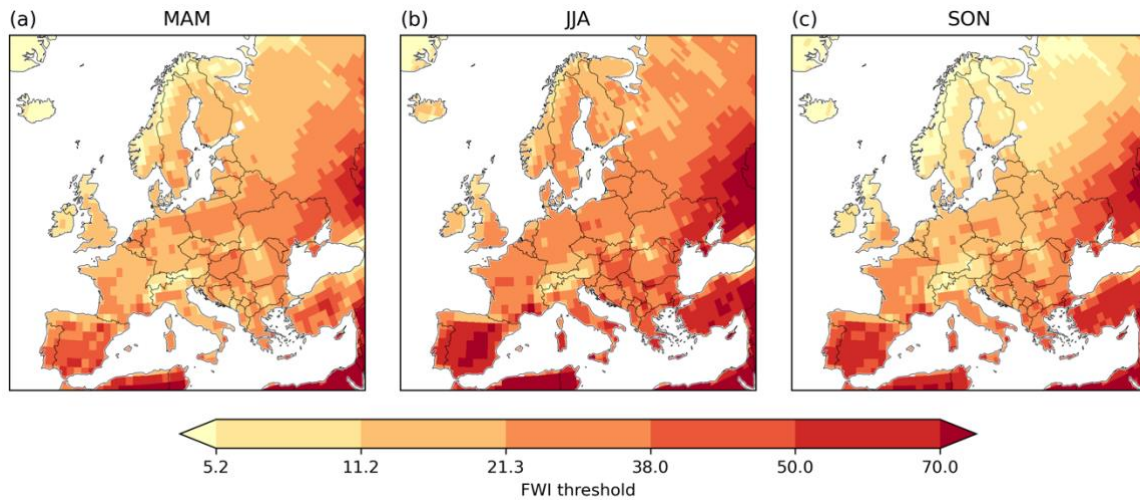 (a) MAM
(b) JJA
(c) SON
5.2 11.2 21.3 38.0 50.0 70.0
FWI threshold